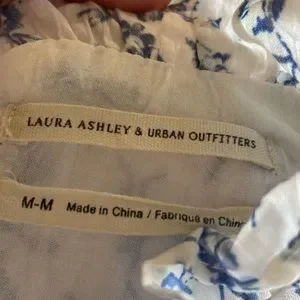 LAURA ASHLEY & URBAN OUTFITTERS
M-M Made in China / Fabriqué en Chine